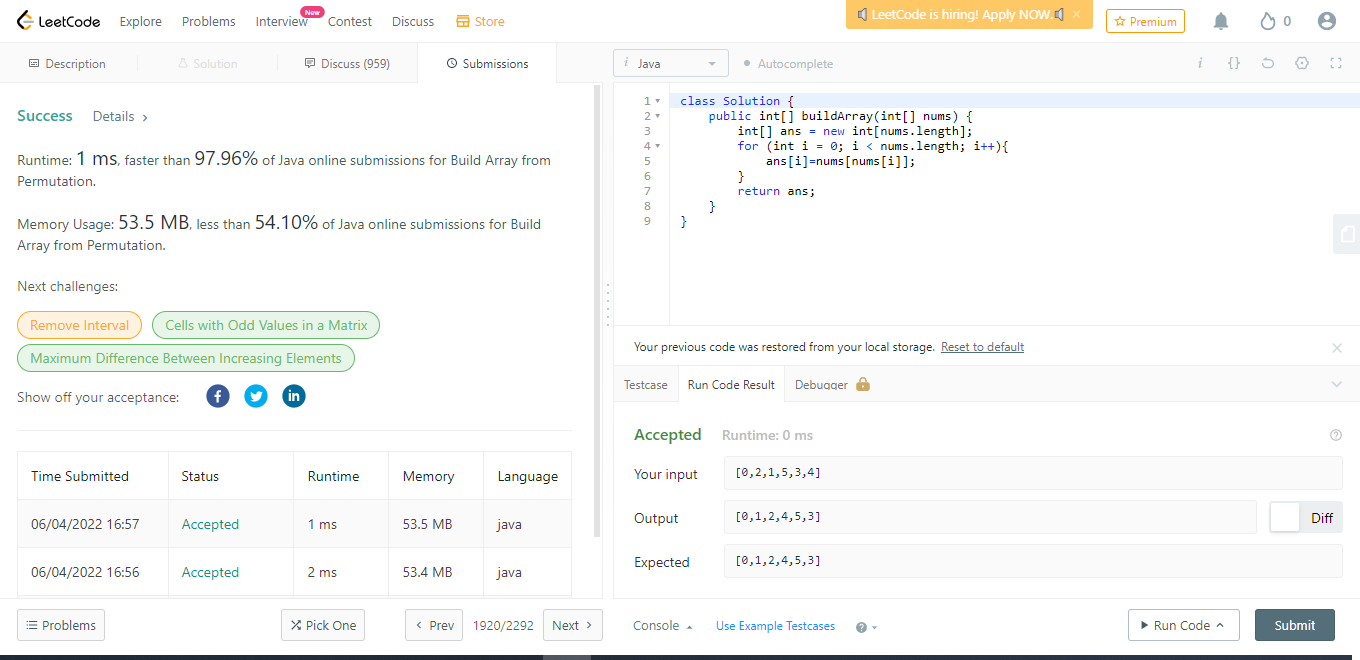 LeetCode Explore Problems Interview New Contest Discuss Store LeetCode is hiring! Apply NOW. × Premium 0
Description Solution Discuss (959) Submissions
i Java Autocomplete i {}
Success Details >
Runtime: 1 ms, faster than 97.96% of Java online submissions for Build Array from
Permutation.
Memory Usage: 53.5 MB, less than 54.10% of Java online submissions for Build
Array from Permutation.
Next challenges:
Remove Interval Cells with Odd Values in a Matrix
Maximum Difference Between Increasing Elements
Show off your acceptance: f in
Time Submitted Status Runtime Memory Language
06/04/2022 16:57 Accepted 1 ms 53.5 MB java
06/04/2022 16:56 Accepted 2 ms 53.4 MB java
Problems Pick One < Prev 1920/2292 Next >
1 class Solution {
2 public int[] buildArray(int[] nums) {
3 int[] ans = new int[nums.length];
4 for (int i = 0; i < nums.length; i++){
5 ans[i]=nums[nums[i]];
6 }
7 return ans;
8 }
9 }
Your previous code was restored from your local storage. Reset to default
Testcase Run Code Result Debugger
Accepted Runtime: 0 ms
Your input [0,2,1,5,3,4]
Output [0,1,2,4,5,3] Diff
Expected [0,1,2,4,5,3]
Console Use Example Testcases Run Code Submit